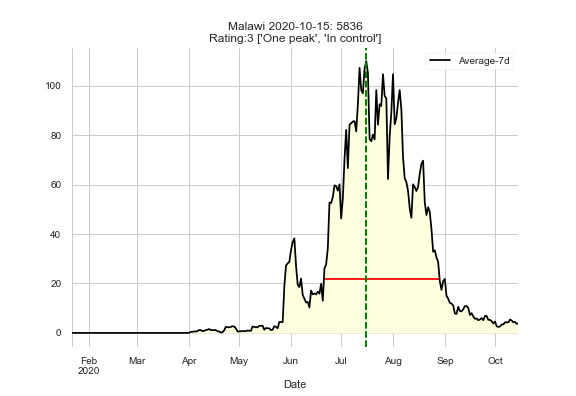 Malawi 2020-10-15: 5836
Rating:3 ['One peak', 'In control']
Average-7d
100
80
60
40
20
0
Feb Mar Apr May Jun Jul Aug Sep Oct
2020
Date